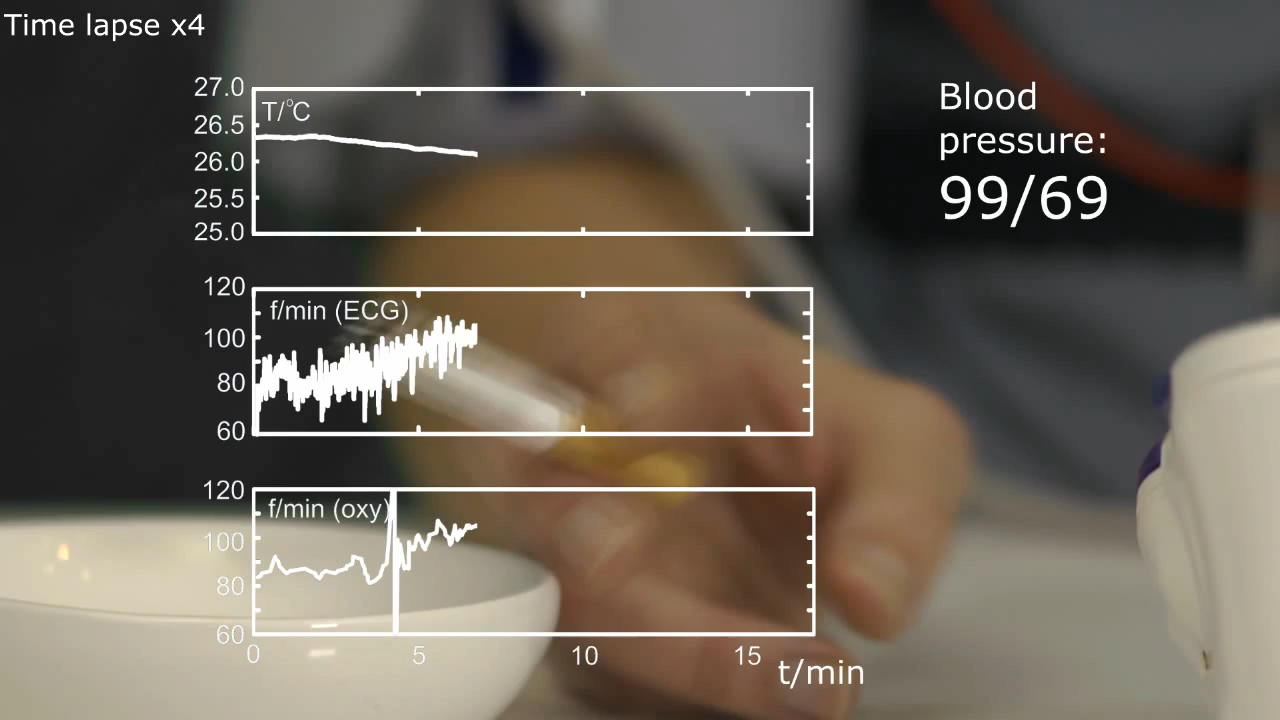 Time lapse x4
27.0
T/°C
26.5
26.0
25.5
25.0
Blood
pressure:
99/69
120
f/min (ECG)
100
80
60
120
f/min (oxy)
100
80
60
0 5 10 15
t/min